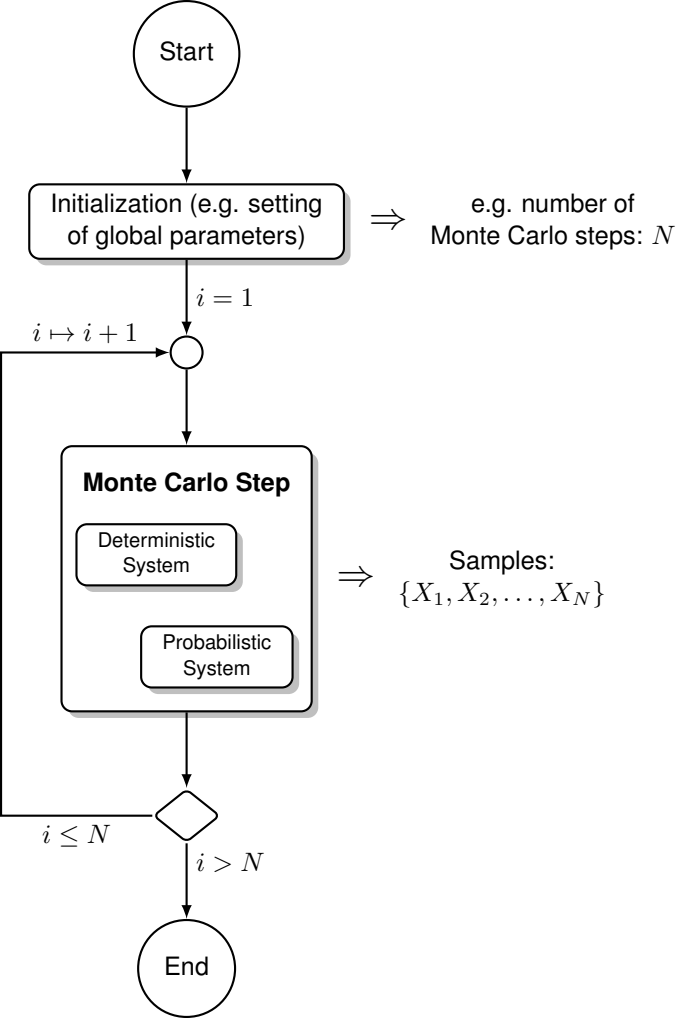 Start
Initialization (e.g. setting
of global parameters)
⇒
e.g. number of
Monte Carlo steps: N
i = 1
i ↦ i + 1
Monte Carlo Step
Deterministic
System
Probabilistic
System
⇒
Samples:
{X₁, X₂, . . . , X_N}
i ≤ N
i > N
End